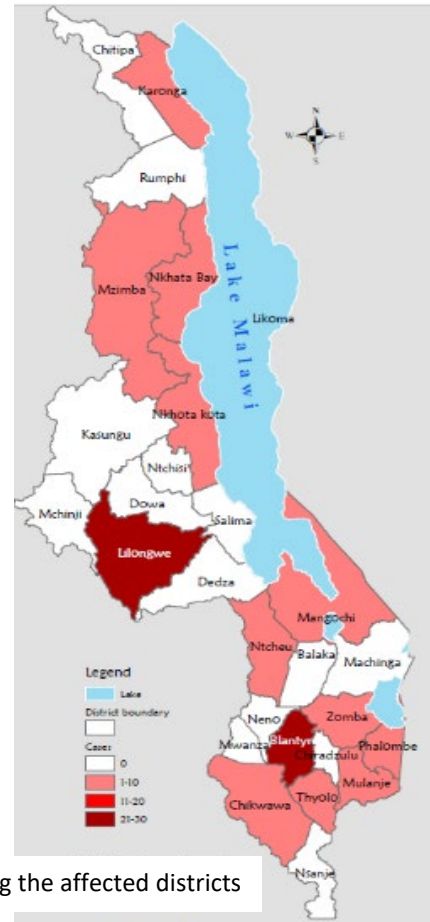 Chitipa
Karonga
N
W E
S
Rumphi
Lake Malawi
Nkhata Bay
Mzimba
Likoma
Nkhota kota
Kasungu
Ntchisi
Dowa
Mchinji
Salima
Lilongwe
Dedza
Mangochi
Ntcheu
Balaka
Machinga
Legend
Lake
District boundary
Cases
0
1-10
11-20
21-30
Neno
Zomba
Blantyr
Mwanza
Phalombe
Mulanje
Thyolo
Chikwawa
Nsanje
g the affected districts